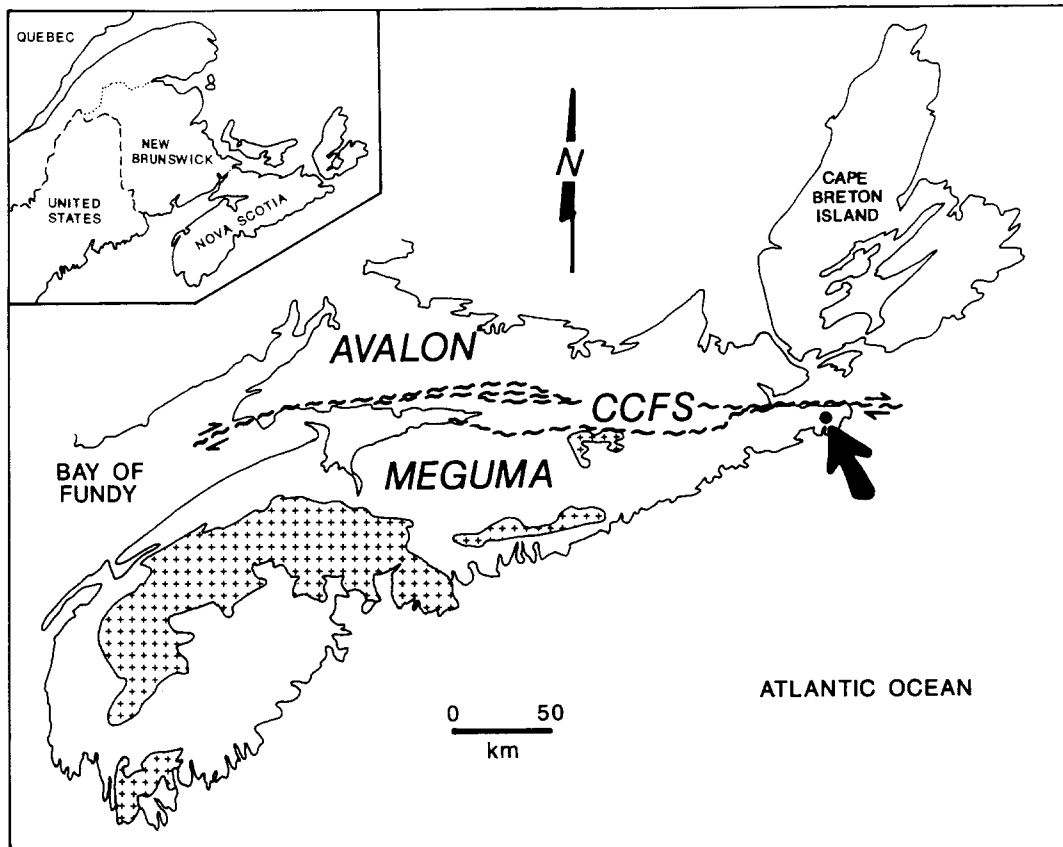 QUEBEC
NEW
BRUNSWICK
UNITED
STATES
NOVA SCOTIA
N
CAPE
BRETON
ISLAND
AVALON
CCFS
BAY OF
FUNDY
MEGUMA
ATLANTIC OCEAN
0 50
km